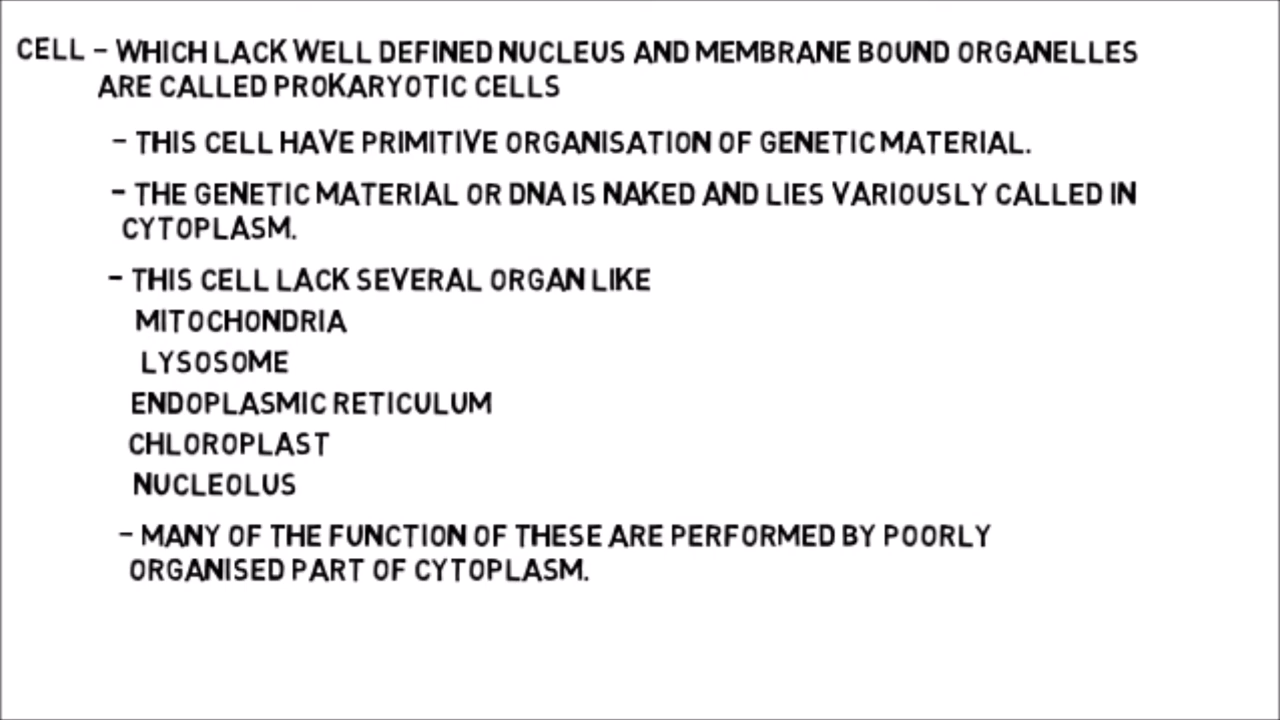 CELL – WHICH LACK WELL DEFINED NUCLEUS AND MEMBRANE BOUND ORGANELLES
ARE CALLED PROKARYOTIC CELLS
– THIS CELL HAVE PRIMITIVE ORGANISATION OF GENETIC MATERIAL.
– THE GENETIC MATERIAL OR DNA IS NAKED AND LIES VARIOUSLY CALLED IN
CYTOPLASM.
– THIS CELL LACK SEVERAL ORGAN LIKE
MITOCHONDRIA
LYSOSOME
ENDOPLASMIC RETICULUM
CHLOROPLAST
NUCLEOLUS
– MANY OF THE FUNCTION OF THESE ARE PERFORMED BY POORLY
ORGANISED PART OF CYTOPLASM.